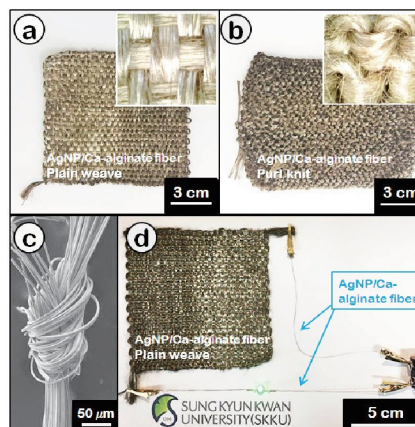 a
AgNP/Ca-alginate fiber
Plain weave
3 cm
b
AgNP/Ca-alginate fiber
Purl knit
3 cm
c
50 μm
d
AgNP/Ca-
alginate fiber
AgNP/Ca-alginate fiber
Plain weave
SUNGKYUNKWAN
UNIVERSITY(SKKU)
5 cm